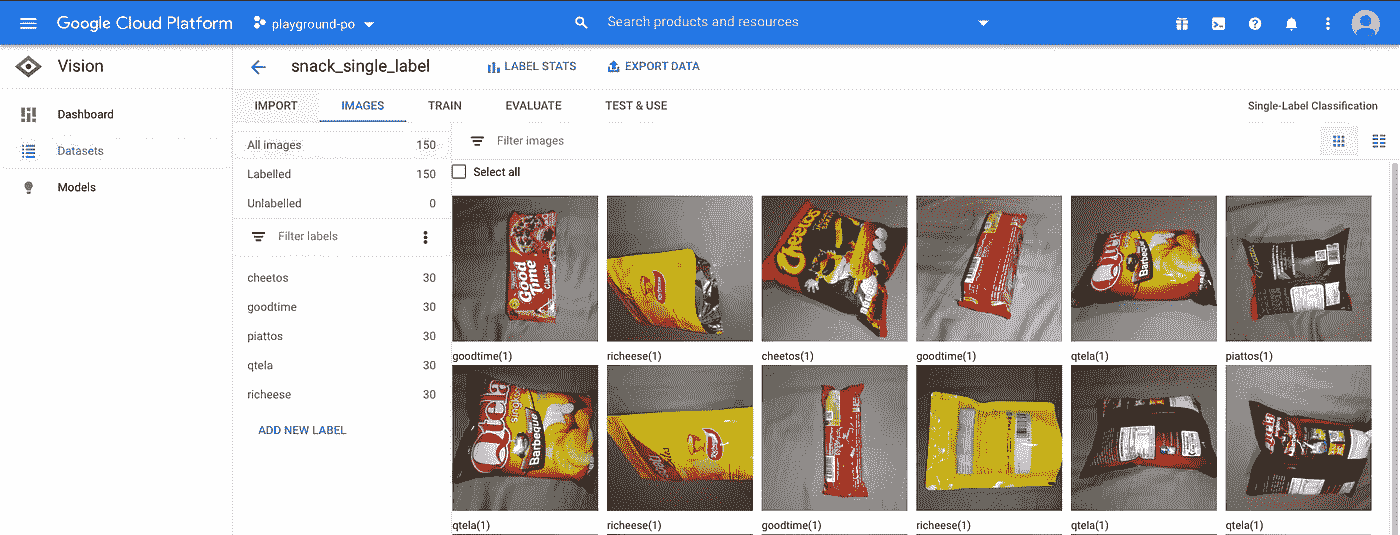 Google Cloud Platform playground-po Search products and resources
Vision snack_single_label LABEL STATS EXPORT DATA
Dashboard
Datasets
Models
IMPORT IMAGES TRAIN EVALUATE TEST & USE Single-Label Classification
All images 150
Labelled 150
Unlabelled 0
Filter labels
cheetos 30
goodtime 30
piattos 30
qtela 30
richeese 30
ADD NEW LABEL
Filter images
Select all
Good Time Classic
Cheetos
Qtela Barbeque
goodtime(1) richeese(1) cheetos(1) goodtime(1) qtela(1) piattos(1)
Qtela SINGKONG Barbeque
qtela(1) richeese(1) goodtime(1) richeese(1) qtela(1) qtela(1)